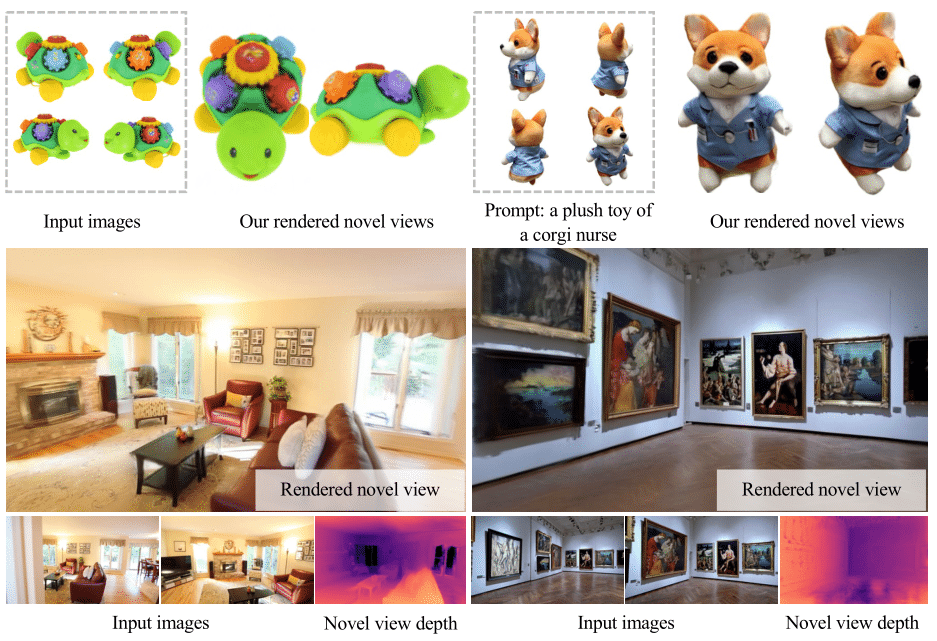 Input images
Our rendered novel views
Prompt: a plush toy of
a corgi nurse
Our rendered novel views
Rendered novel view
Rendered novel view
Input images
Novel view depth
Input images
Novel view depth